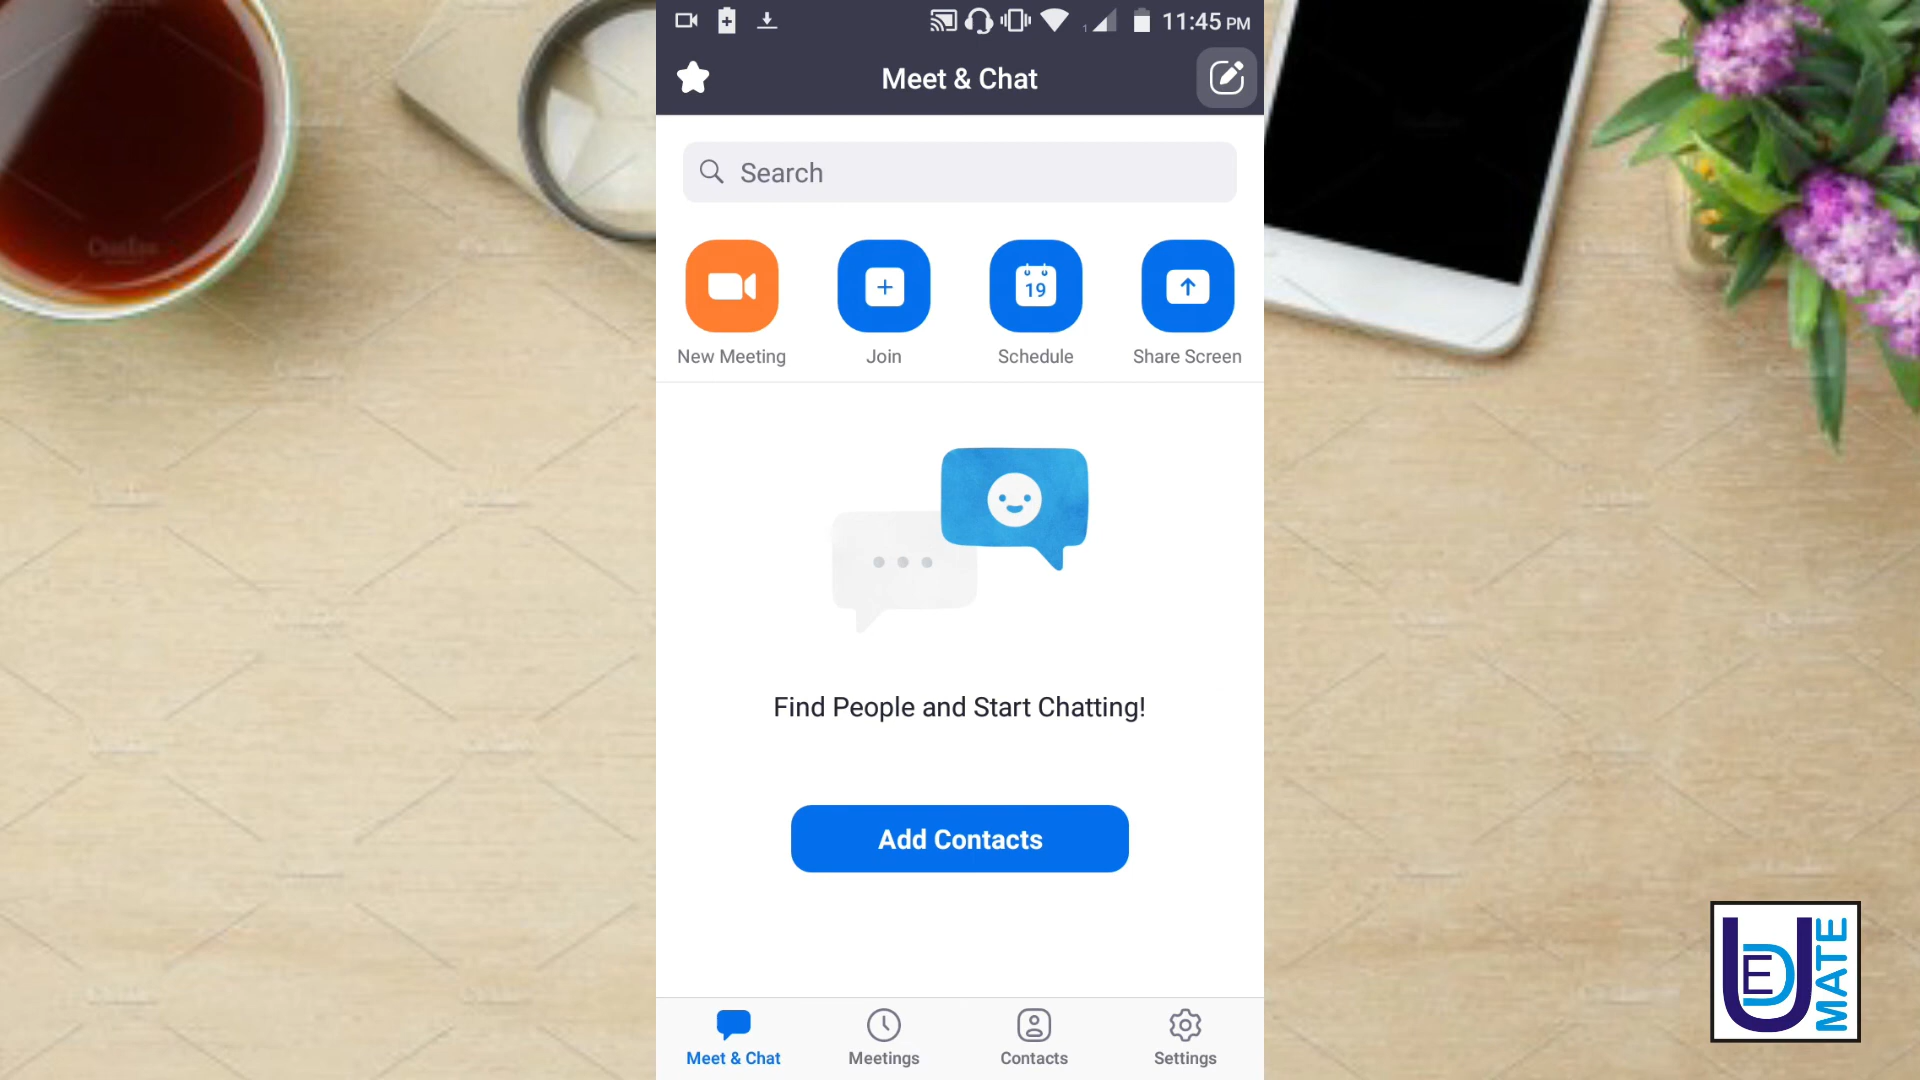 11:45 PM
Meet & Chat
Search
19
New Meeting
Join
Schedule
Share Screen
Find People and Start Chatting!
Add Contacts
Meet & Chat
Meetings
Contacts
Settings
U
ED
MATE